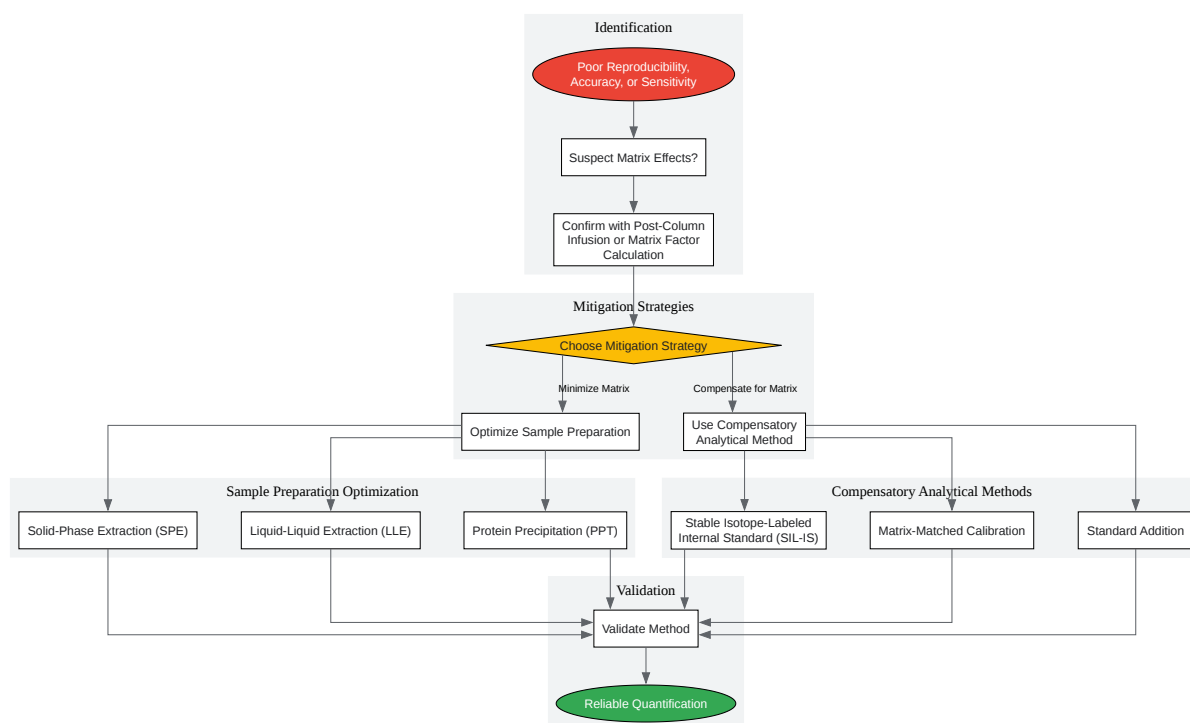 Identification
Poor Reproducibility,
Accuracy, or Sensitivity
Suspect Matrix Effects?
Confirm with Post-Column
Infusion or Matrix Factor
Calculation
Mitigation Strategies
Choose Mitigation Strategy
Minimize Matrix
Compensate for Matrix
Optimize Sample Preparation
Use Compensatory
Analytical Method
Sample Preparation Optimization
Compensatory Analytical Methods
Solid-Phase Extraction (SPE)
Liquid-Liquid Extraction (LLE)
Protein Precipitation (PPT)
Stable Isotope-Labeled
Internal Standard (SIL-IS)
Matrix-Matched Calibration
Standard Addition
Validation
Validate Method
Reliable Quantification